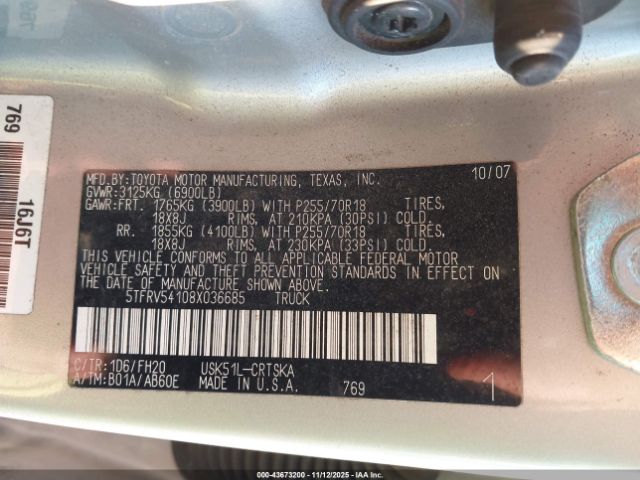 769
16J6T
MFD.BY:TOYOTA MOTOR MANUFACTURING, TEXAS, INC. 10/07
GVWR:3125KG (6900LB)
GAWR:FRT. 1765KG (3900LB) WITH P255/70R18 TIRES,
18X8J RIMS, AT 210KPA (30PSI) COLD.
RR. 1855KG (4100LB) WITH P255/70R18 TIRES,
18X8J RIMS, AT 230KPA (33PSI) COLD.
THIS VEHICLE CONFORMS TO ALL APPLICABLE FEDERAL MOTOR
VEHICLE SAFETY AND THEFT PREVENTION STANDARDS IN EFFECT ON
THE DATE OF MANUFACTURE SHOWN ABOVE.
5TFRV54108X036685 TRUCK
C/TR:1D6/FH20 USK51L-CRTSKA
A/TM:B01A/AB60E MADE IN U.S.A. 769 1
000-43673200 - 11/12/2025 - IAAHTX